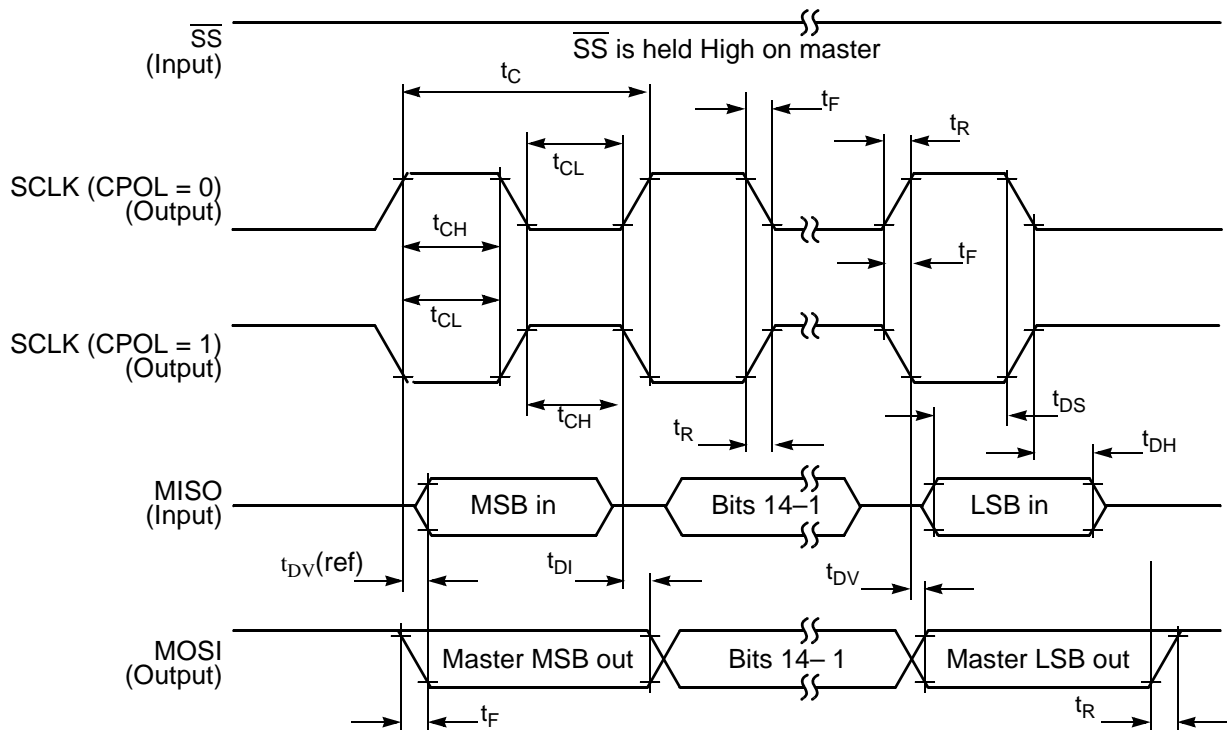 SS
(Input)
SS is held High on master
tC
tF
tR
tCL
SCLK (CPOL = 0)
(Output)
tCH
tF
tCL
SCLK (CPOL = 1)
(Output)
tCH
tR
tDS
tDH
MISO
(Input)
MSB in
Bits 14–1
LSB in
tDV(ref)
tDI
tDV
MOSI
(Output)
Master MSB out
Bits 14– 1
Master LSB out
tF
tR